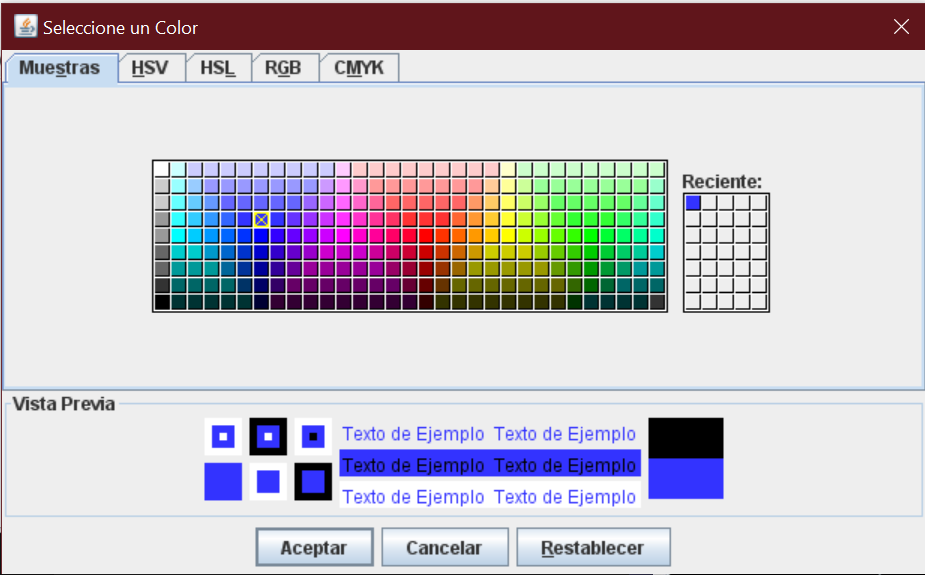 Seleccione un Color
Muestras HSV HSL RGB CMYK
Reciente:
Vista Previa
Texto de Ejemplo Texto de Ejemplo
Texto de Ejemplo Texto de Ejemplo
Texto de Ejemplo Texto de Ejemplo
Aceptar Cancelar Restablecer